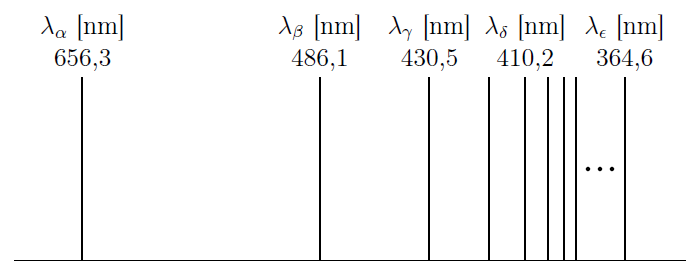 λα [nm] λβ [nm] λγ [nm] λδ [nm] λϵ [nm]
656,3 486,1 430,5 410,2 364,6
...